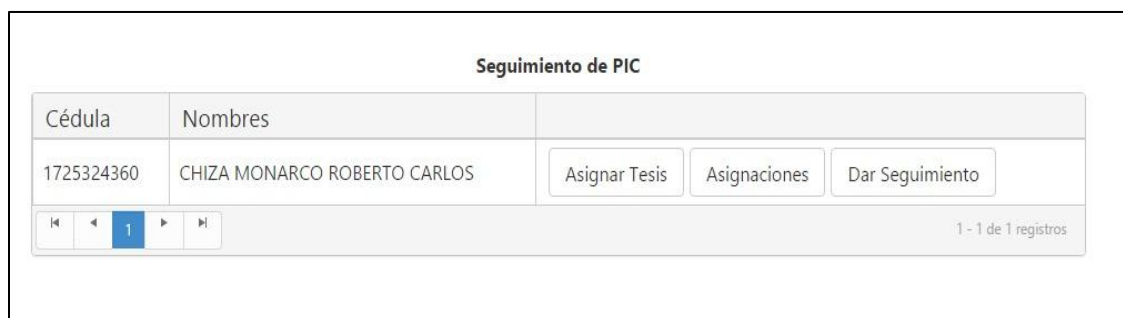 Seguimiento de PIC
Cédula Nombres
1725324360 CHIZA MONARCO ROBERTO CARLOS Asignar Tesis Asignaciones Dar Seguimiento
1 1 - 1 de 1 registros